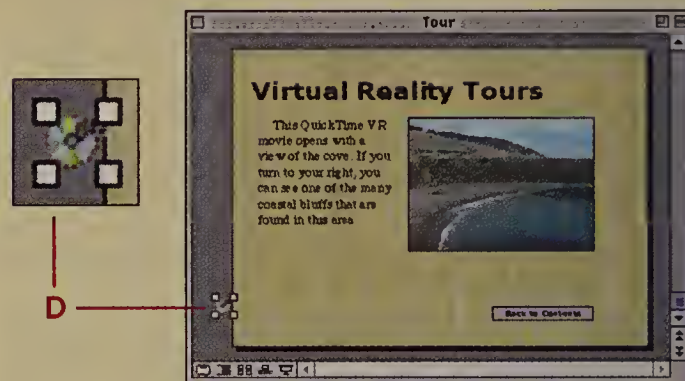 Tour
Virtual Reality Tours
This QuickTime VR
movie opens with a
view of the cove. If you
turn to your right, you
can see one of the many
coastal bluffs that are
found in this area
D
Back to Contents